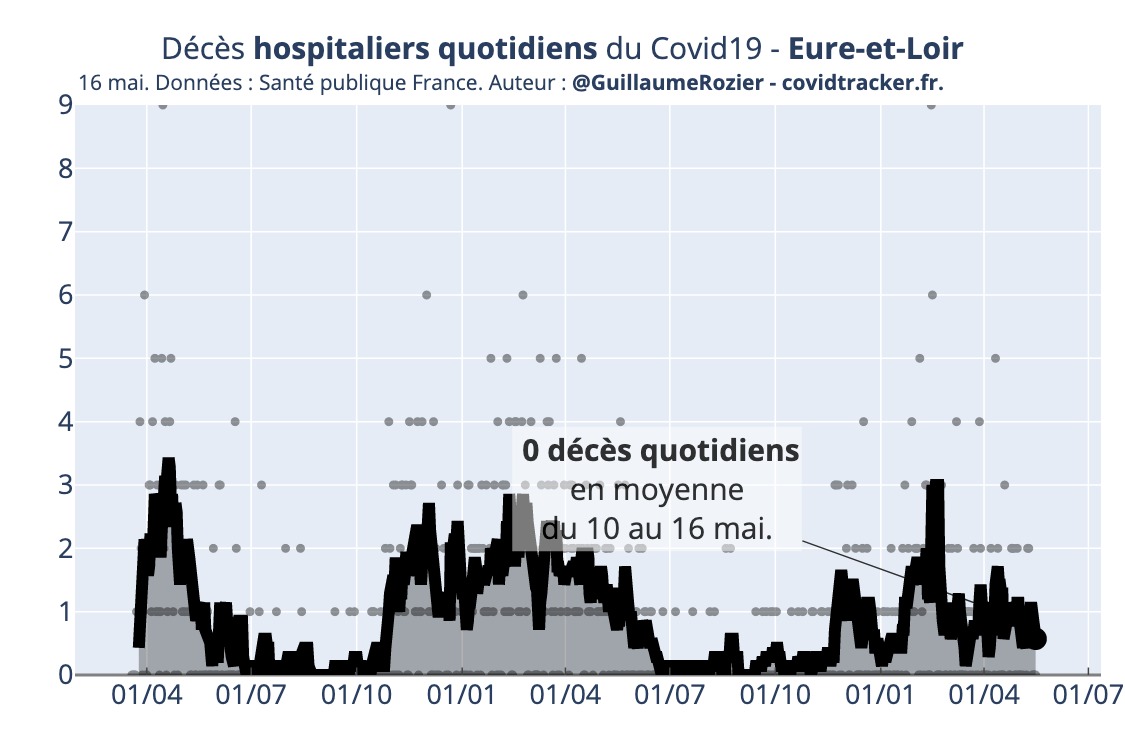 Décès hospitaliers quotidiens du Covid19 - Eure-et-Loir
16 mai. Données : Santé publique France. Auteur : @GuillaumeRozier - covidtracker.fr.
9
8
7
6
5
4
3
2
1
0
0 décès quotidiens
en moyenne
du 10 au 16 mai.
01/04 01/07 01/10 01/01 01/04 01/07 01/10 01/01 01/04 01/07